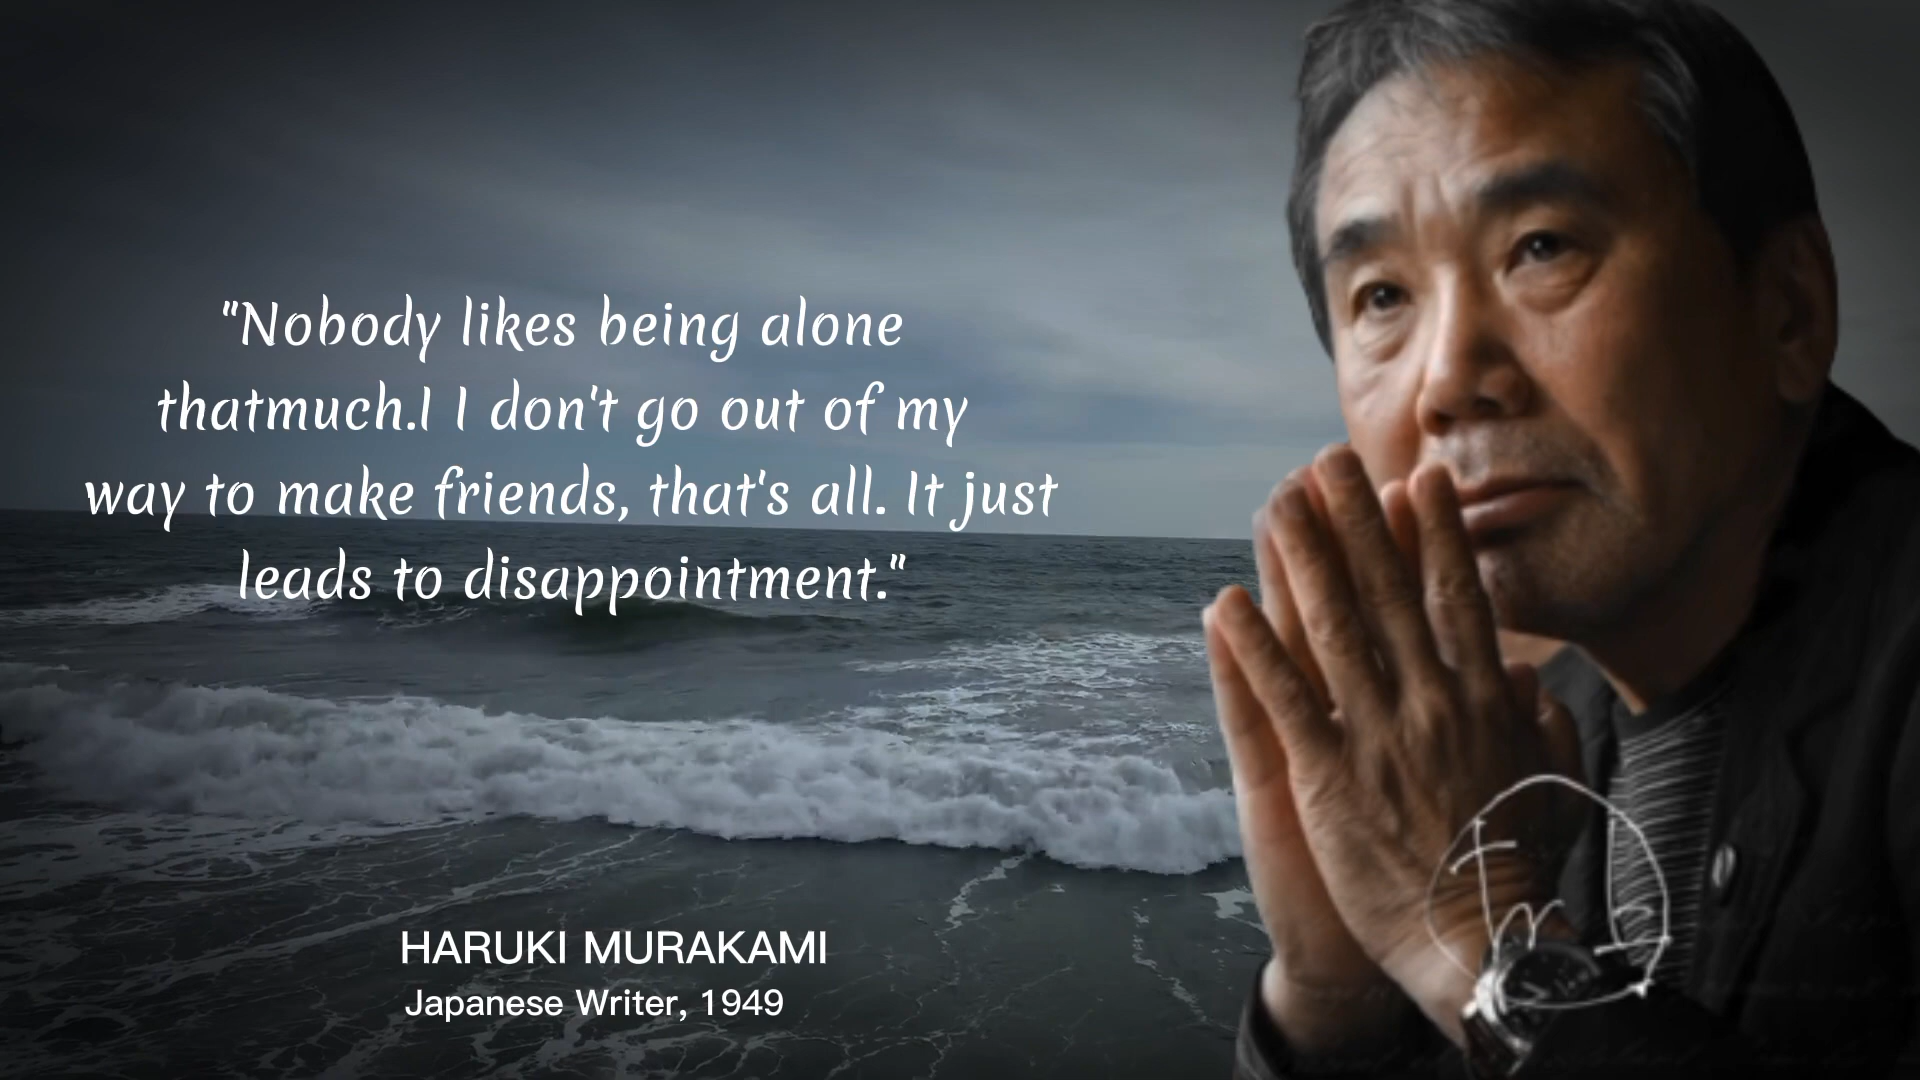 "Nobody likes being alone
thatmuch.I I don't go out of my
way to make friends, that's all. It just
leads to disappointment."
HARUKI MURAKAMI
Japanese Writer, 1949